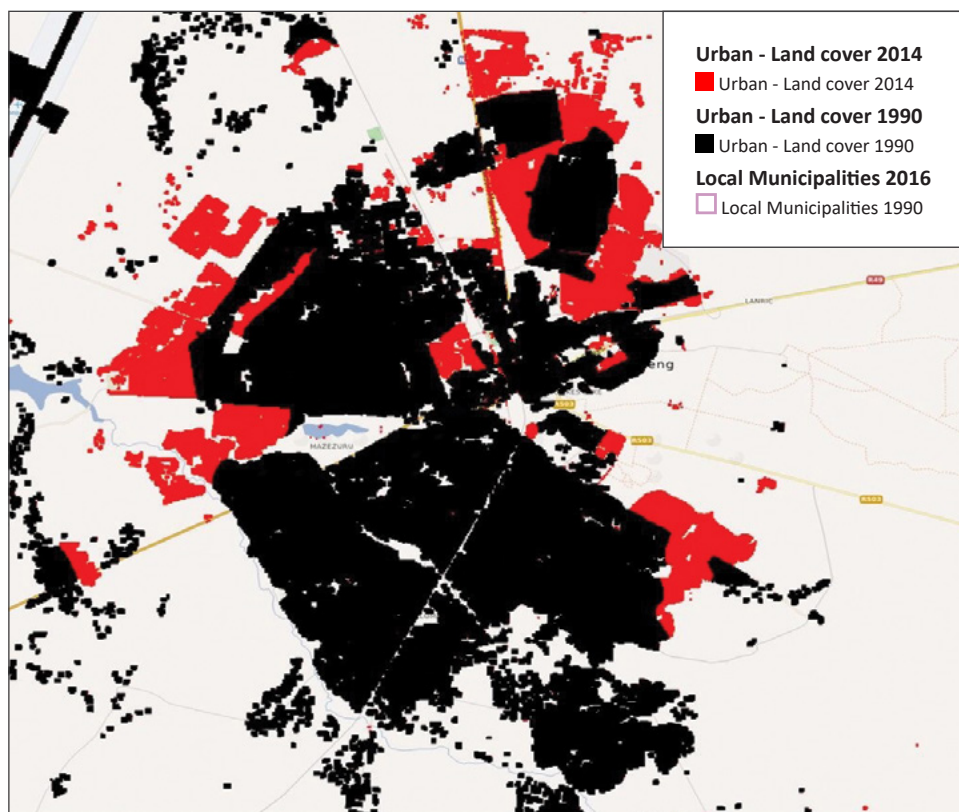 Urban - Land cover 2014
Urban - Land cover 2014
Urban - Land cover 1990
Urban - Land cover 1990
Local Municipalities 2016
Local Municipalities 1990
R49
eng
R503
R503
MAZEZURU
R503